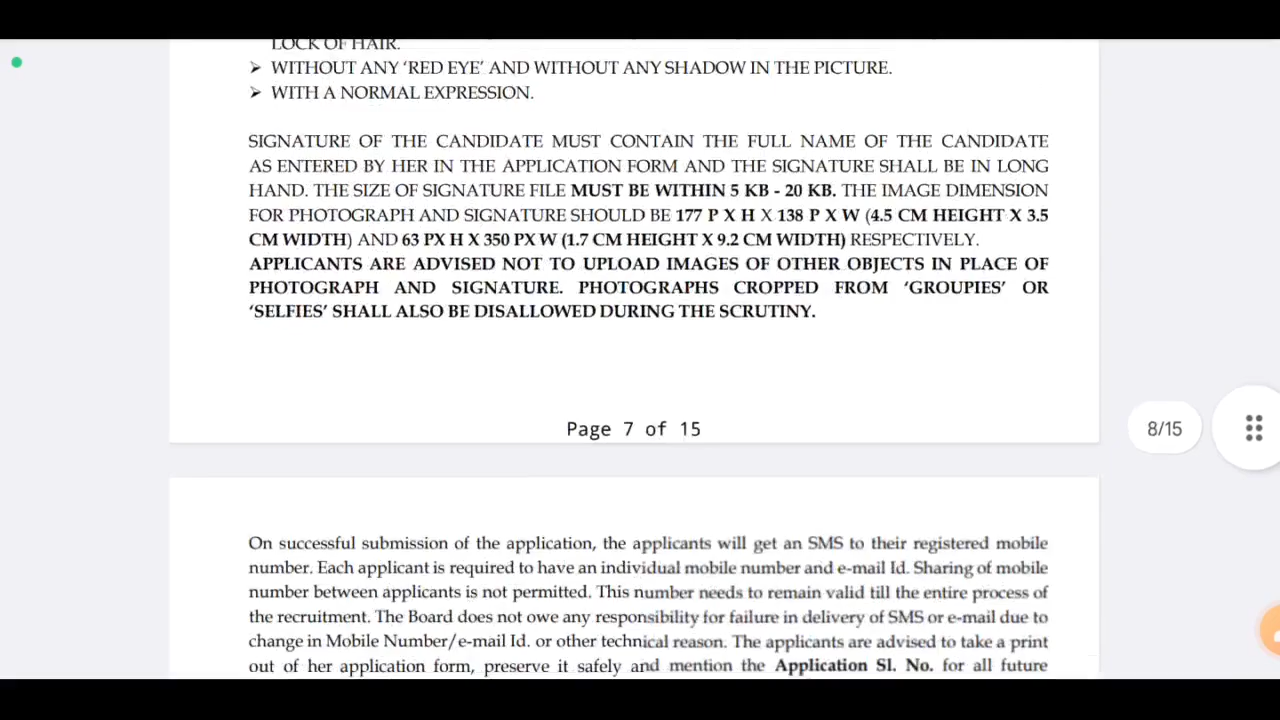 LOCK OF HAIR.
➢ WITHOUT ANY ‘RED EYE’ AND WITHOUT ANY SHADOW IN THE PICTURE.
➢ WITH A NORMAL EXPRESSION.
SIGNATURE OF THE CANDIDATE MUST CONTAIN THE FULL NAME OF THE CANDIDATE
AS ENTERED BY HER IN THE APPLICATION FORM AND THE SIGNATURE SHALL BE IN LONG
HAND. THE SIZE OF SIGNATURE FILE MUST BE WITHIN 5 KB - 20 KB. THE IMAGE DIMENSION
FOR PHOTOGRAPH AND SIGNATURE SHOULD BE 177 P X H X 138 P X W (4.5 CM HEIGHT X 3.5
CM WIDTH) AND 63 PX H X 350 PX W (1.7 CM HEIGHT X 9.2 CM WIDTH) RESPECTIVELY.
APPLICANTS ARE ADVISED NOT TO UPLOAD IMAGES OF OTHER OBJECTS IN PLACE OF
PHOTOGRAPH AND SIGNATURE. PHOTOGRAPHS CROPPED FROM ‘GROUPIES’ OR
‘SELFIES’ SHALL ALSO BE DISALLOWED DURING THE SCRUTINY.
Page 7 of 15
8/15
On successful submission of the application, the applicants will get an SMS to their registered mobile
number. Each applicant is required to have an individual mobile number and e-mail Id. Sharing of mobile
number between applicants is not permitted. This number needs to remain valid till the entire process of
the recruitment. The Board does not owe any responsibility for failure in delivery of SMS or e-mail due to
change in Mobile Number/e-mail Id. or other technical reason. The applicants are advised to take a print
out of her application form, preserve it safely and mention the Application Sl. No. for all future